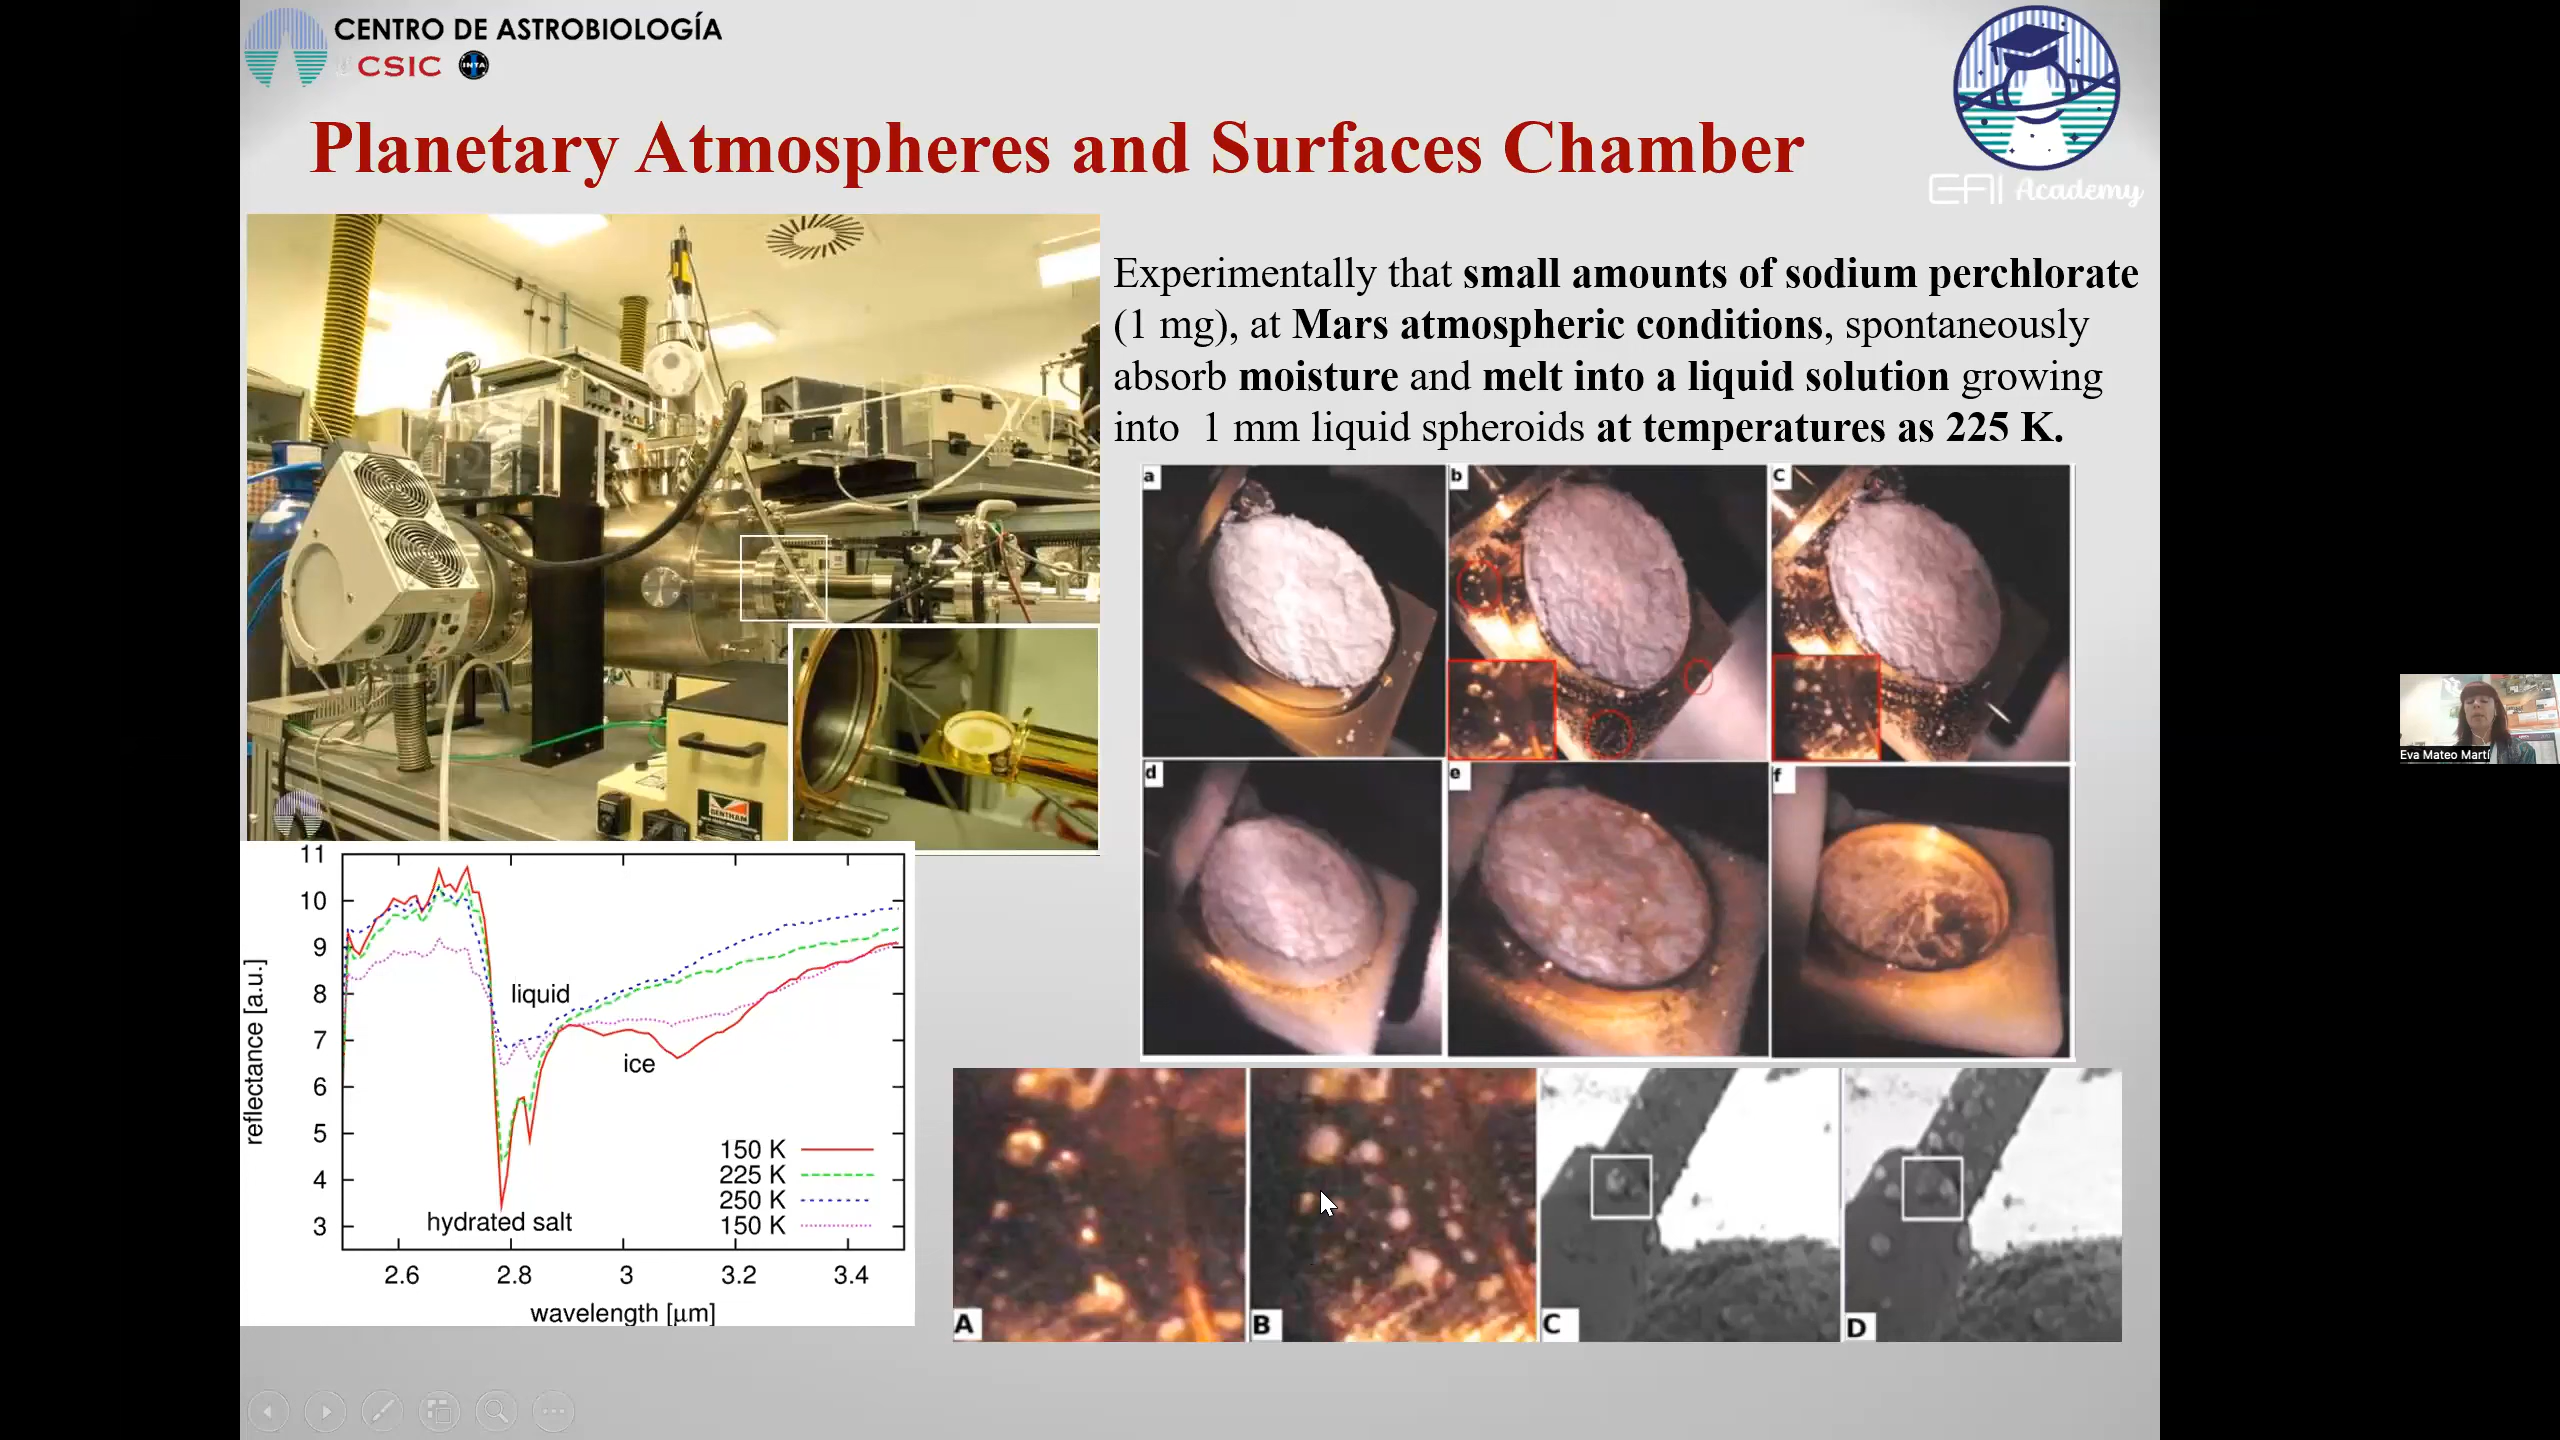 CENTRO DE ASTROBIOLOGÍA
CSIC INTA
EAI Academy
Planetary Atmospheres and Surfaces Chamber
Experimentally that small amounts of sodium perchlorate
(1 mg), at Mars atmospheric conditions, spontaneously
absorb moisture and melt into a liquid solution growing
into 1 mm liquid spheroids at temperatures as 225 K.
BENTHAM
a
b
c
d
e
f
Eva Mateo Martí
11
10
9
8
7
6
5
4
3
reflectance [a.u.]
liquid
ice
hydrated salt
150 K
225 K
250 K
150 K
2.6 2.8 3 3.2 3.4
wavelength [μm]
A
B
C
D